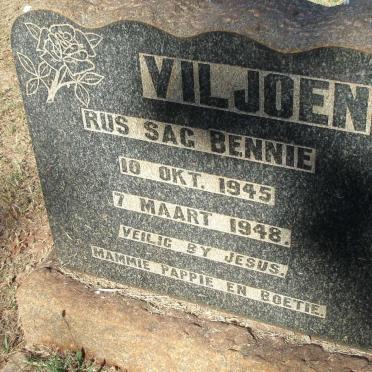 VILJOEN
RUS SAG BENNIE
10 OKT. 1945
7 MAART 1948.
VEILIG BY JESUS.
MAMMIE PAPPIE EN BOETIE.